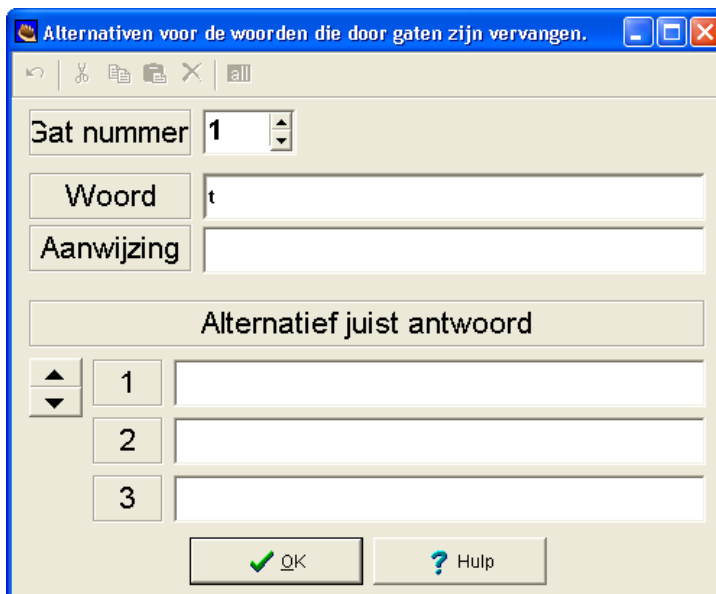 Alternativen voor de woorden die door gaten zijn vervangen.
all
Gat nummer 1
Woord t
Aanwijzing
Alternatief juist antwoord
1
2
3
OK ? Hulp